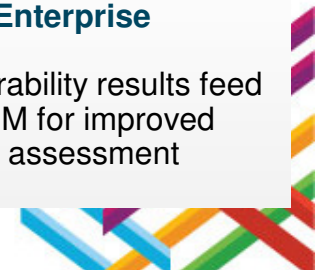 Enterprise
rability results feed
M for improved
assessment